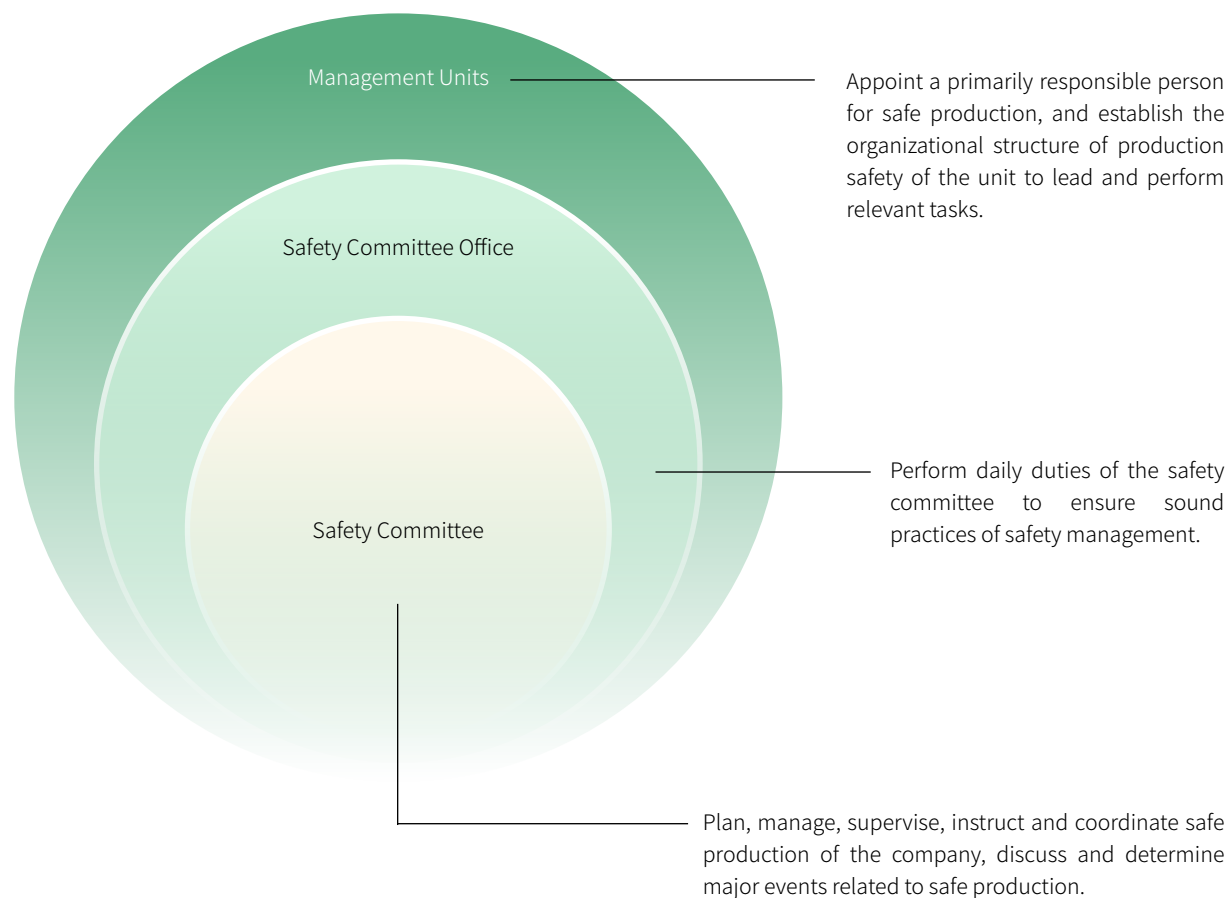 Management Units
Appoint a primarily responsible person
for safe production, and establish the
organizational structure of production
safety of the unit to lead and perform
relevant tasks.
Safety Committee Office
Perform daily duties of the safety
committee to ensure sound
practices of safety management.
Safety Committee
Plan, manage, supervise, instruct and coordinate safe
production of the company, discuss and determine
major events related to safe production.